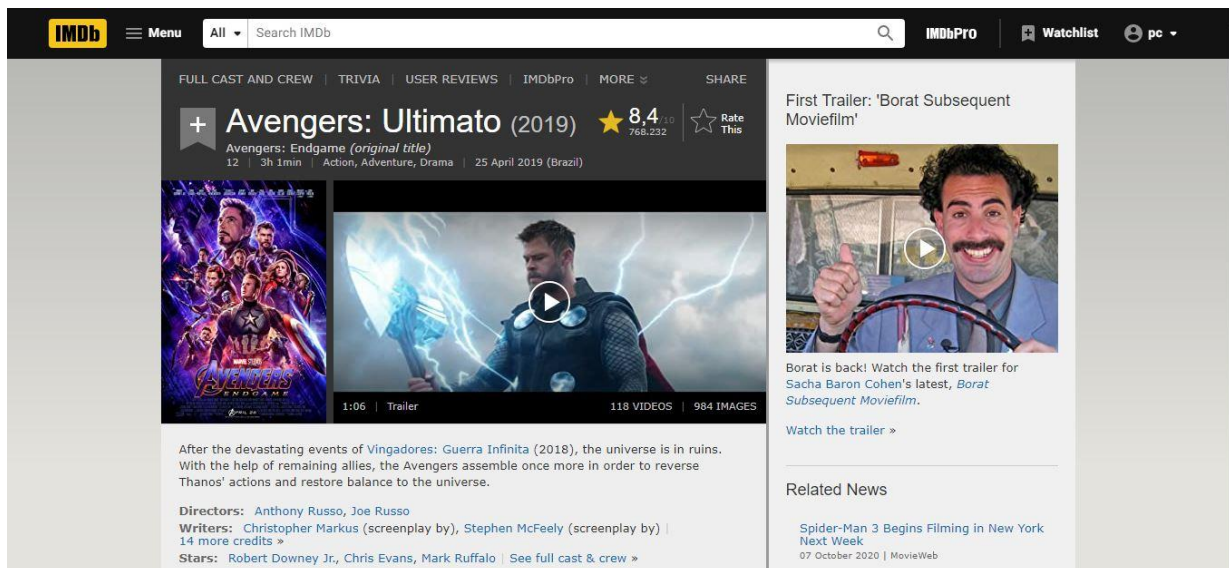 IMDb Menu All Search IMDb IMDbPro Watchlist pc
FULL CAST AND CREW | TRIVIA | USER REVIEWS | IMDbPro | MORE SHARE
+ Avengers: Ultimato (2019) 8,4/10 Rate
768.232 This
Avengers: Endgame (original title)
12 | 3h 1min | Action, Adventure, Drama | 25 April 2019 (Brazil)
MARVEL STUDIOS
AVENGERS
ENDGAME
APRIL 26
1:06 | Trailer 118 VIDEOS | 984 IMAGES
After the devastating events of Vingadores: Guerra Infinita (2018), the universe is in ruins.
With the help of remaining allies, the Avengers assemble once more in order to reverse
Thanos' actions and restore balance to the universe.
Directors: Anthony Russo, Joe Russo
Writers: Christopher Markus (screenplay by), Stephen McFeely (screenplay by) |
14 more credits »
Stars: Robert Downey Jr., Chris Evans, Mark Ruffalo | See full cast & crew »
First Trailer: 'Borat Subsequent
Moviefilm'
Borat is back! Watch the first trailer for
Sacha Baron Cohen's latest, Borat
Subsequent Moviefilm.
Watch the trailer »
Related News
Spider-Man 3 Begins Filming in New York
Next Week
07 October 2020 | MovieWeb